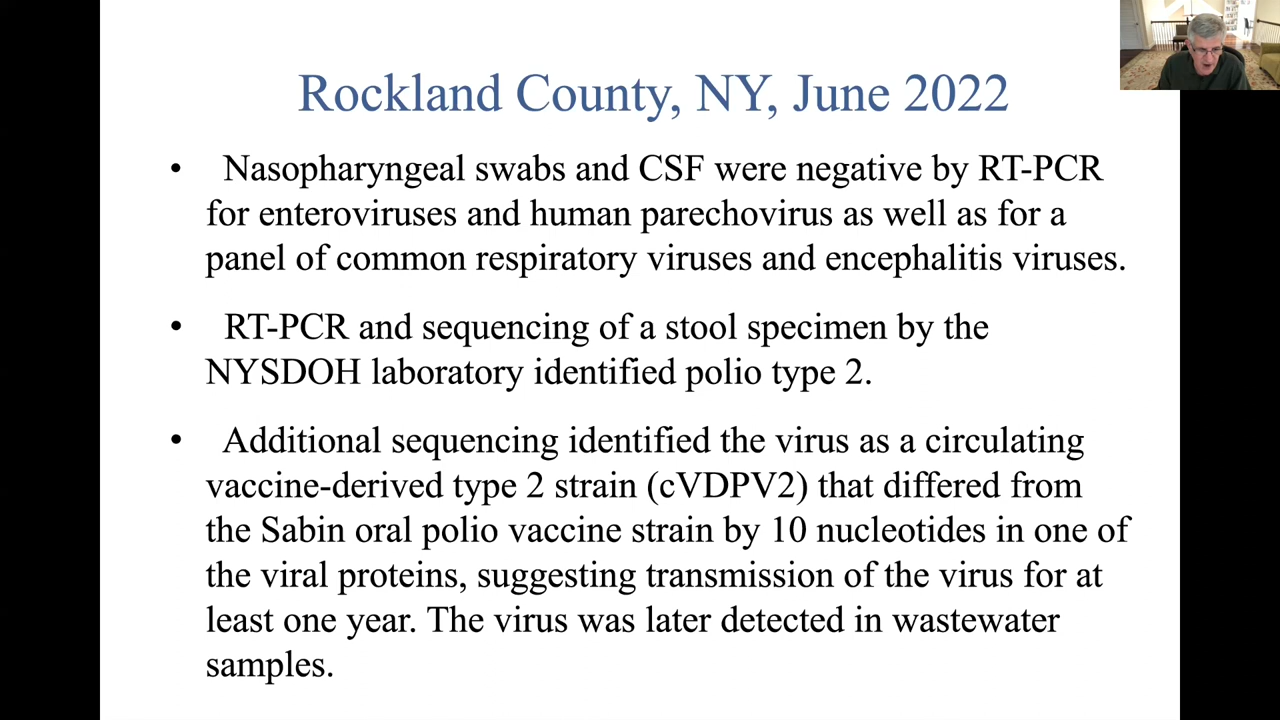 Rockland County, NY, June 2022
• Nasopharyngeal swabs and CSF were negative by RT-PCR
for enteroviruses and human parechovirus as well as for a
panel of common respiratory viruses and encephalitis viruses.
• RT-PCR and sequencing of a stool specimen by the
NYSDOH laboratory identified polio type 2.
• Additional sequencing identified the virus as a circulating
vaccine-derived type 2 strain (cVDPV2) that differed from
the Sabin oral polio vaccine strain by 10 nucleotides in one of
the viral proteins, suggesting transmission of the virus for at
least one year. The virus was later detected in wastewater
samples.